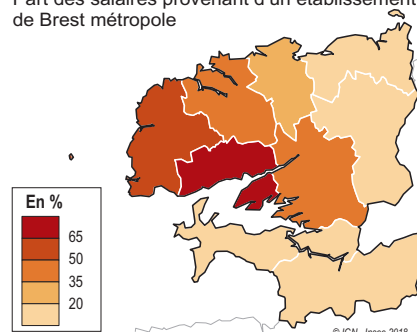 Part des salaires provenant d'un établissement
de Brest métropole
En %
65
50
35
20
© IGN - Insee 2018